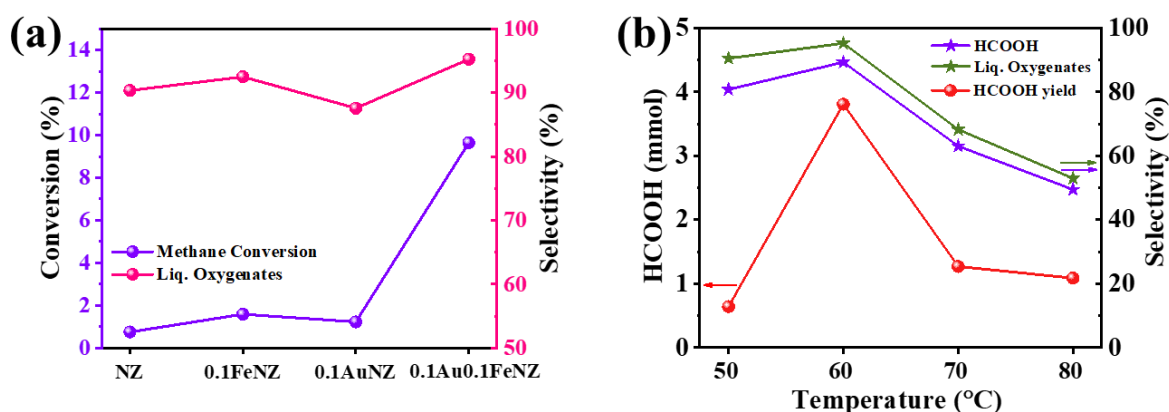 (a)
Conversion (%)
14
12
10
8
6
4
2
0
Methane Conversion
Liq. Oxygenates
NZ
0.1FeNZ
0.1AuNZ
0.1Au0.1FeNZ
100
90
80
70
60
50
Selectivity (%)
(b)
HCOOH (mmol)
5
4
3
2
1
0
HCOOH
Liq. Oxygenates
HCOOH yield
50
60
70
80
Temperature (°C)
100
80
60
40
20
0
Selectivity (%)